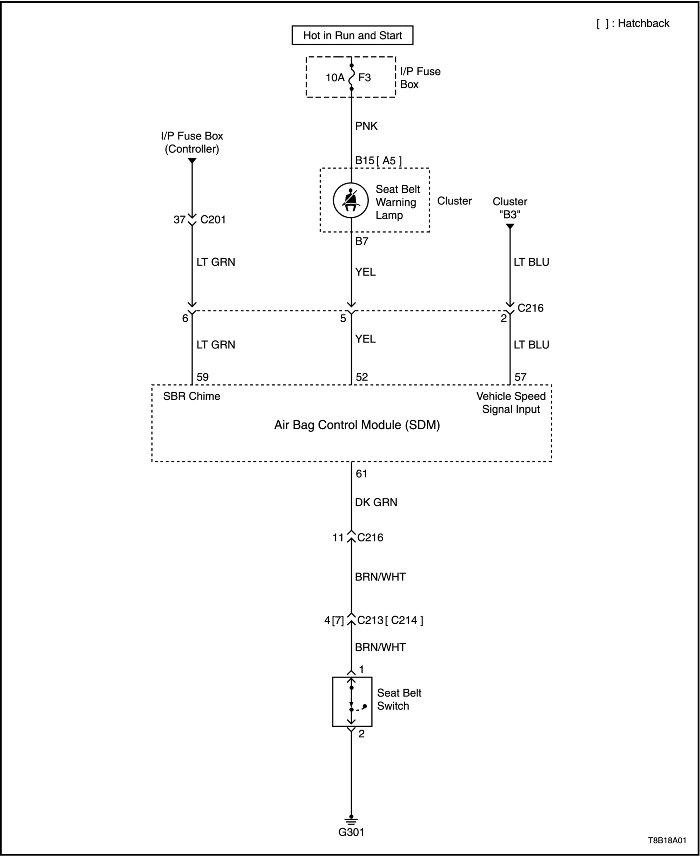 [ ] : Hatchback
Hot in Run and Start
10A F3
I/P Fuse
Box
PNK
I/P Fuse Box
(Controller)
B15[ A5 ]
Seat Belt
Warning
Lamp
Cluster
Cluster
"B3"
37 C201
B7
LT GRN
YEL
LT BLU
C216
6
5
2
LT GRN
YEL
LT BLU
59
52
57
SBR Chime
Vehicle Speed
Signal Input
Air Bag Control Module (SDM)
61
DK GRN
11 C216
BRN/WHT
4[7] C213[ C214 ]
BRN/WHT
1
Seat Belt
Switch
2
G301
T8B18A01